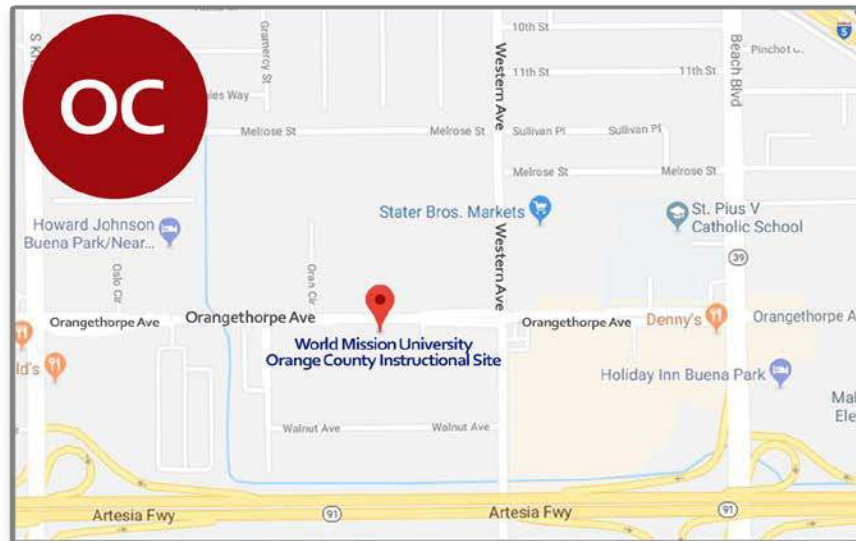 OC
S Ki
Gramercy St
ales Way
Melrose St
Melrose St
Western Ave
10th St
11th St
11th St
Beach Blvd
5
Sullivan Pl
Sullivan Pl
Melrose St
Melrose St
Howard Johnson
Buena Park/Near...
Stater Bros. Markets
St. Pius V
Catholic School
Western Ave
39
Oslo Cir
Oran Cir
Orangethorpe Ave
Orangethorpe Ave
Orangethorpe Ave
Denny's
Orangethorpe A
World Mission University
Orange County Instructional Site
ld's
Holiday Inn Buena Park
Mal
Ele
Walnut Ave
Walnut Ave
Artesia Fwy
91
Artesia Fwy
91